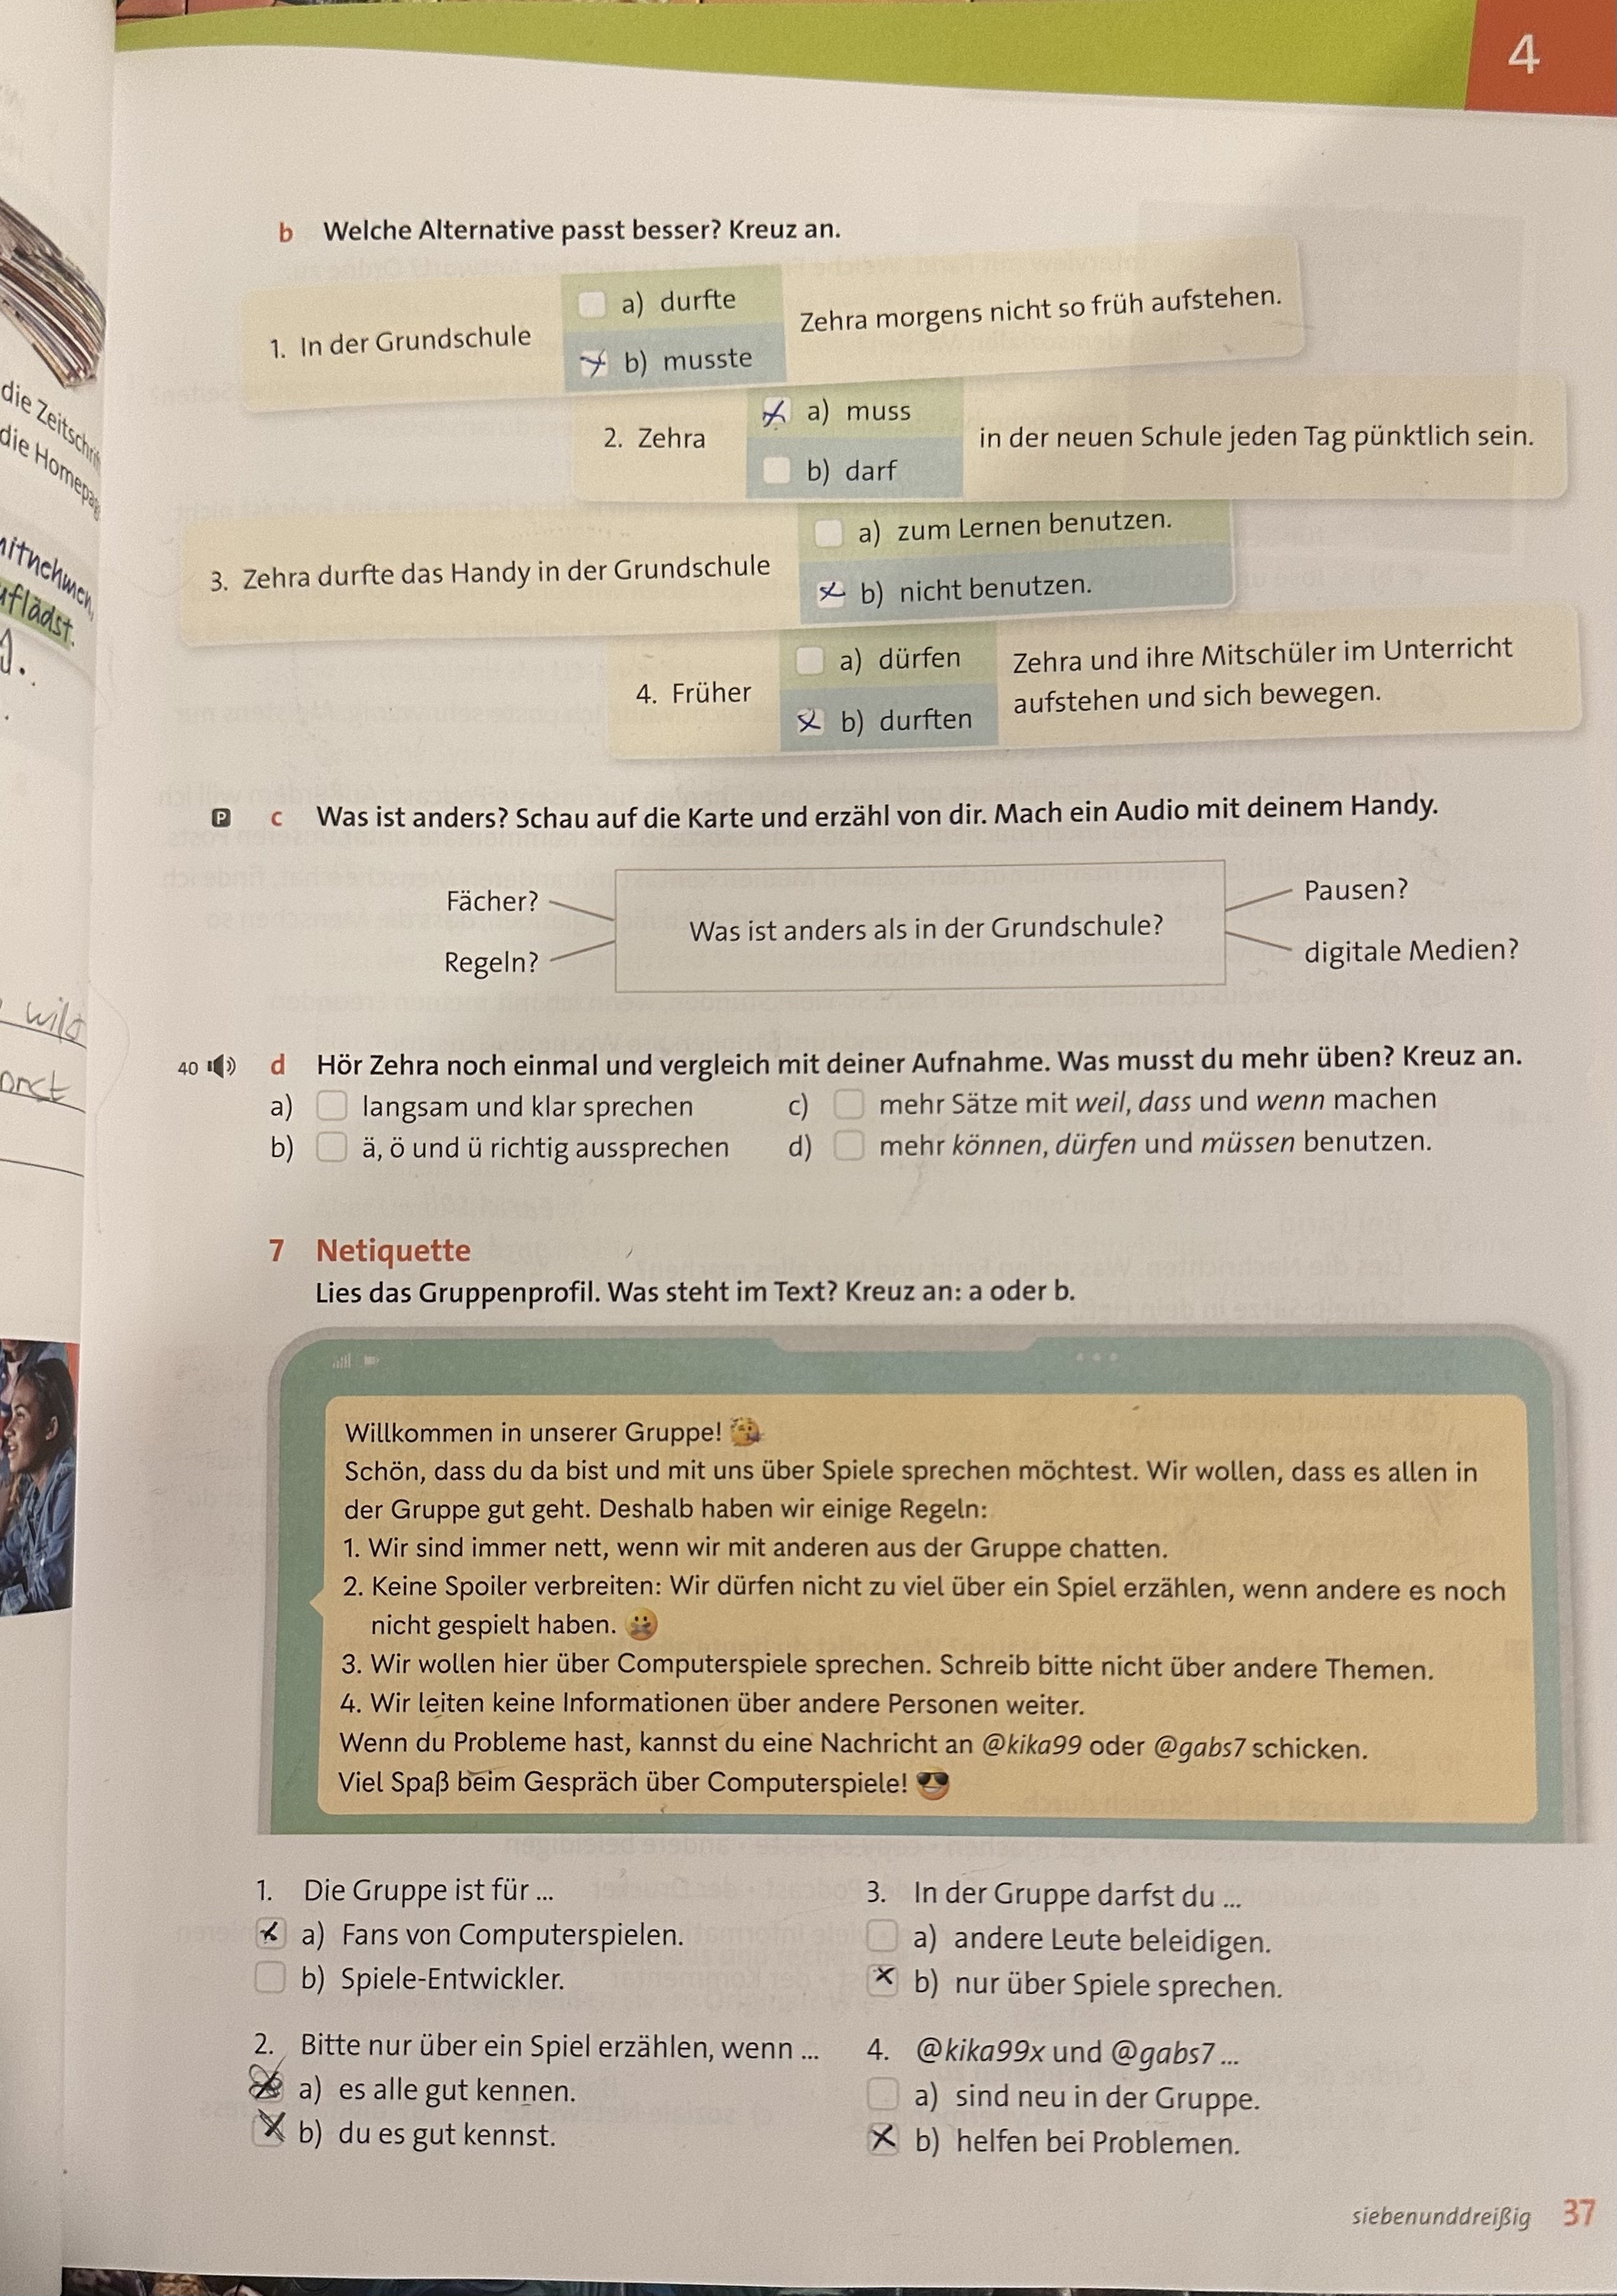 4
die Zeitschrift
die Homepag
mitnehmen,
uflädst.
wild
b Welche Alternative passt besser? Kreuz an.
1. In der Grundschule
a) durfte
b) musste
Zehra morgens nicht so früh aufstehen.
2. Zehra
a) muss
b) darf
in der neuen Schule jeden Tag pünktlich sein.
3. Zehra durfte das Handy in der Grundschule
a) zum Lernen benutzen.
b) nicht benutzen.
4. Früher
a) dürfen
b) durften
Zehra und ihre Mitschüler im Unterricht
aufstehen und sich bewegen.
P c Was ist anders? Schau auf die Karte und erzähl von dir. Mach ein Audio mit deinem Handy.
Fächer?
Regeln?
Was ist anders als in der Grundschule?
Pausen?
digitale Medien?
40 d Hör Zehra noch einmal und vergleich mit deiner Aufnahme. Was musst du mehr üben? Kreuz an.
a) langsam und klar sprechen
b) ä, ö und ü richtig aussprechen
c) mehr Sätze mit weil, dass und wenn machen
d) mehr können, dürfen und müssen benutzen.
7 Netiquette
Lies das Gruppenprofil. Was steht im Text? Kreuz an: a oder b.
Willkommen in unserer Gruppe!
Schön, dass du da bist und mit uns über Spiele sprechen möchtest. Wir wollen, dass es allen in
der Gruppe gut geht. Deshalb haben wir einige Regeln:
1. Wir sind immer nett, wenn wir mit anderen aus der Gruppe chatten.
2. Keine Spoiler verbreiten: Wir dürfen nicht zu viel über ein Spiel erzählen, wenn andere es noch
nicht gespielt haben.
3. Wir wollen hier über Computerspiele sprechen. Schreib bitte nicht über andere Themen.
4. Wir leiten keine Informationen über andere Personen weiter.
Wenn du Probleme hast, kannst du eine Nachricht an @kika99 oder @gabs7 schicken.
Viel Spaß beim Gespräch über Computerspiele!
1. Die Gruppe ist für ...
a) Fans von Computerspielen.
b) Spiele-Entwickler.
2. Bitte nur über ein Spiel erzählen, wenn ...
a) es alle gut kennen.
b) du es gut kennst.
3. In der Gruppe darfst du ...
a) andere Leute beleidigen.
b) nur über Spiele sprechen.
4. @kika99x und @gabs7 ...
a) sind neu in der Gruppe.
b) helfen bei Problemen.
siebenunddreißig 37